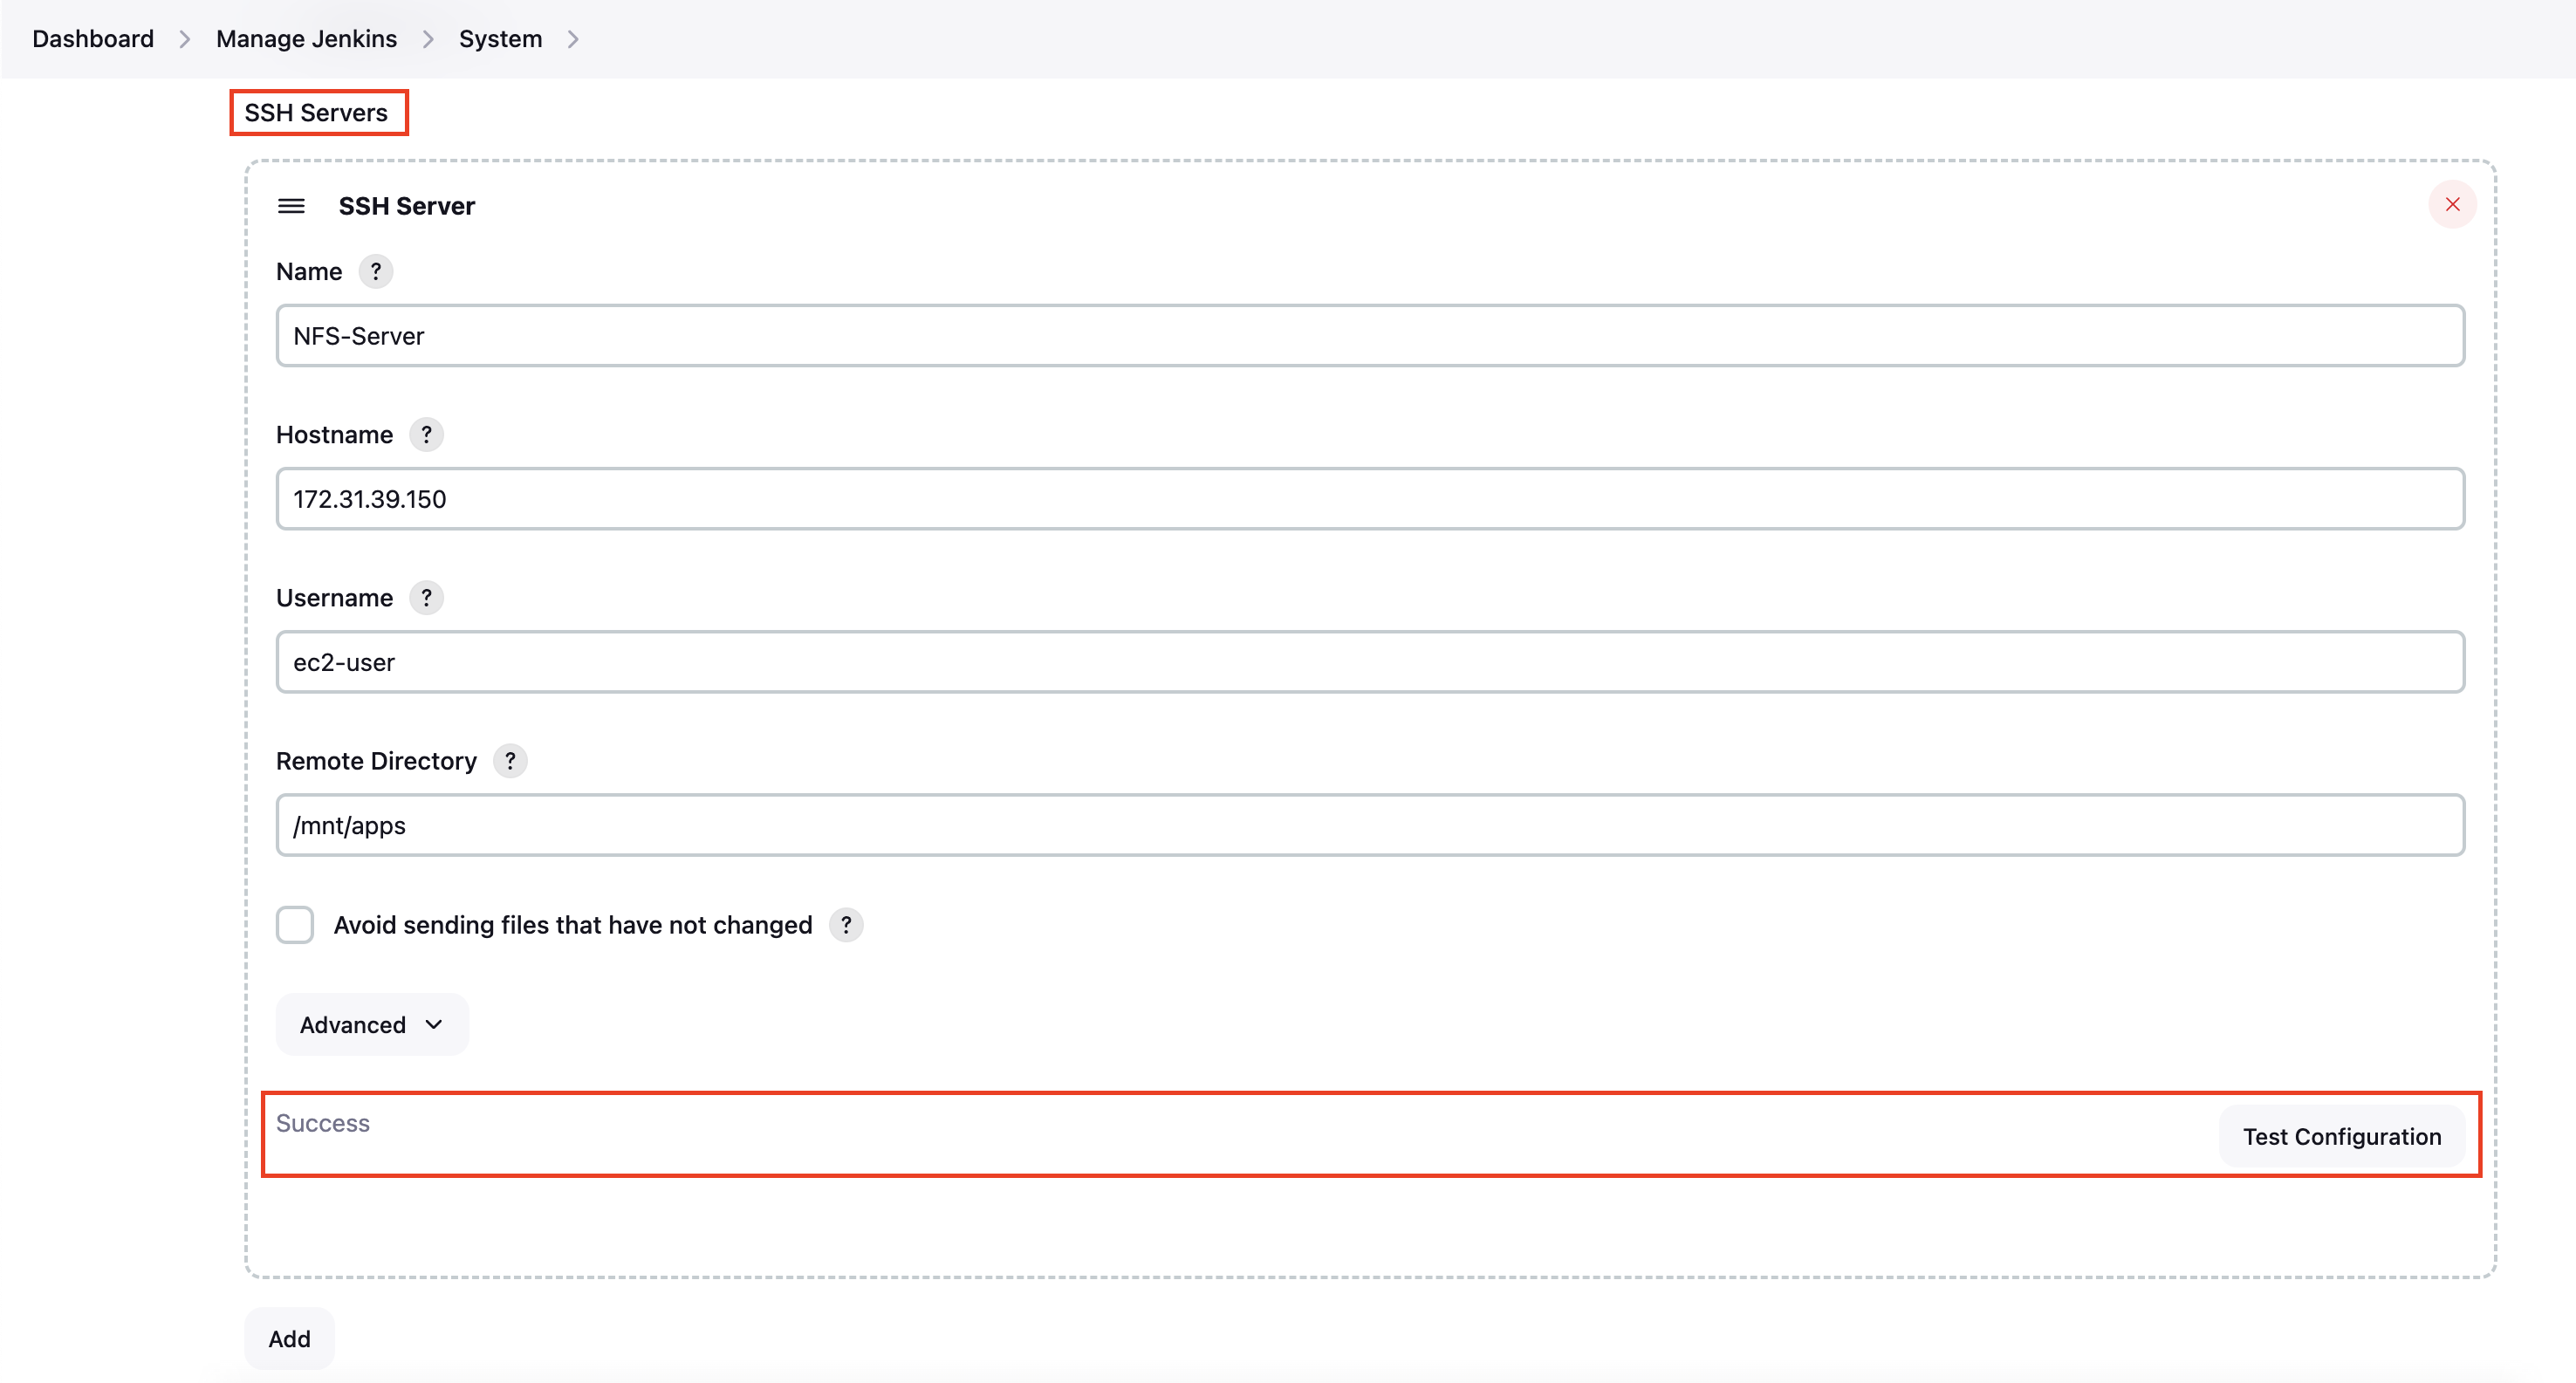 Dashboard > Manage Jenkins > System >
SSH Servers
SSH Server
Name ?
NFS-Server
Hostname ?
172.31.39.150
Username ?
ec2-user
Remote Directory ?
/mnt/apps
Avoid sending files that have not changed ?
Advanced
Success
Test Configuration
Add